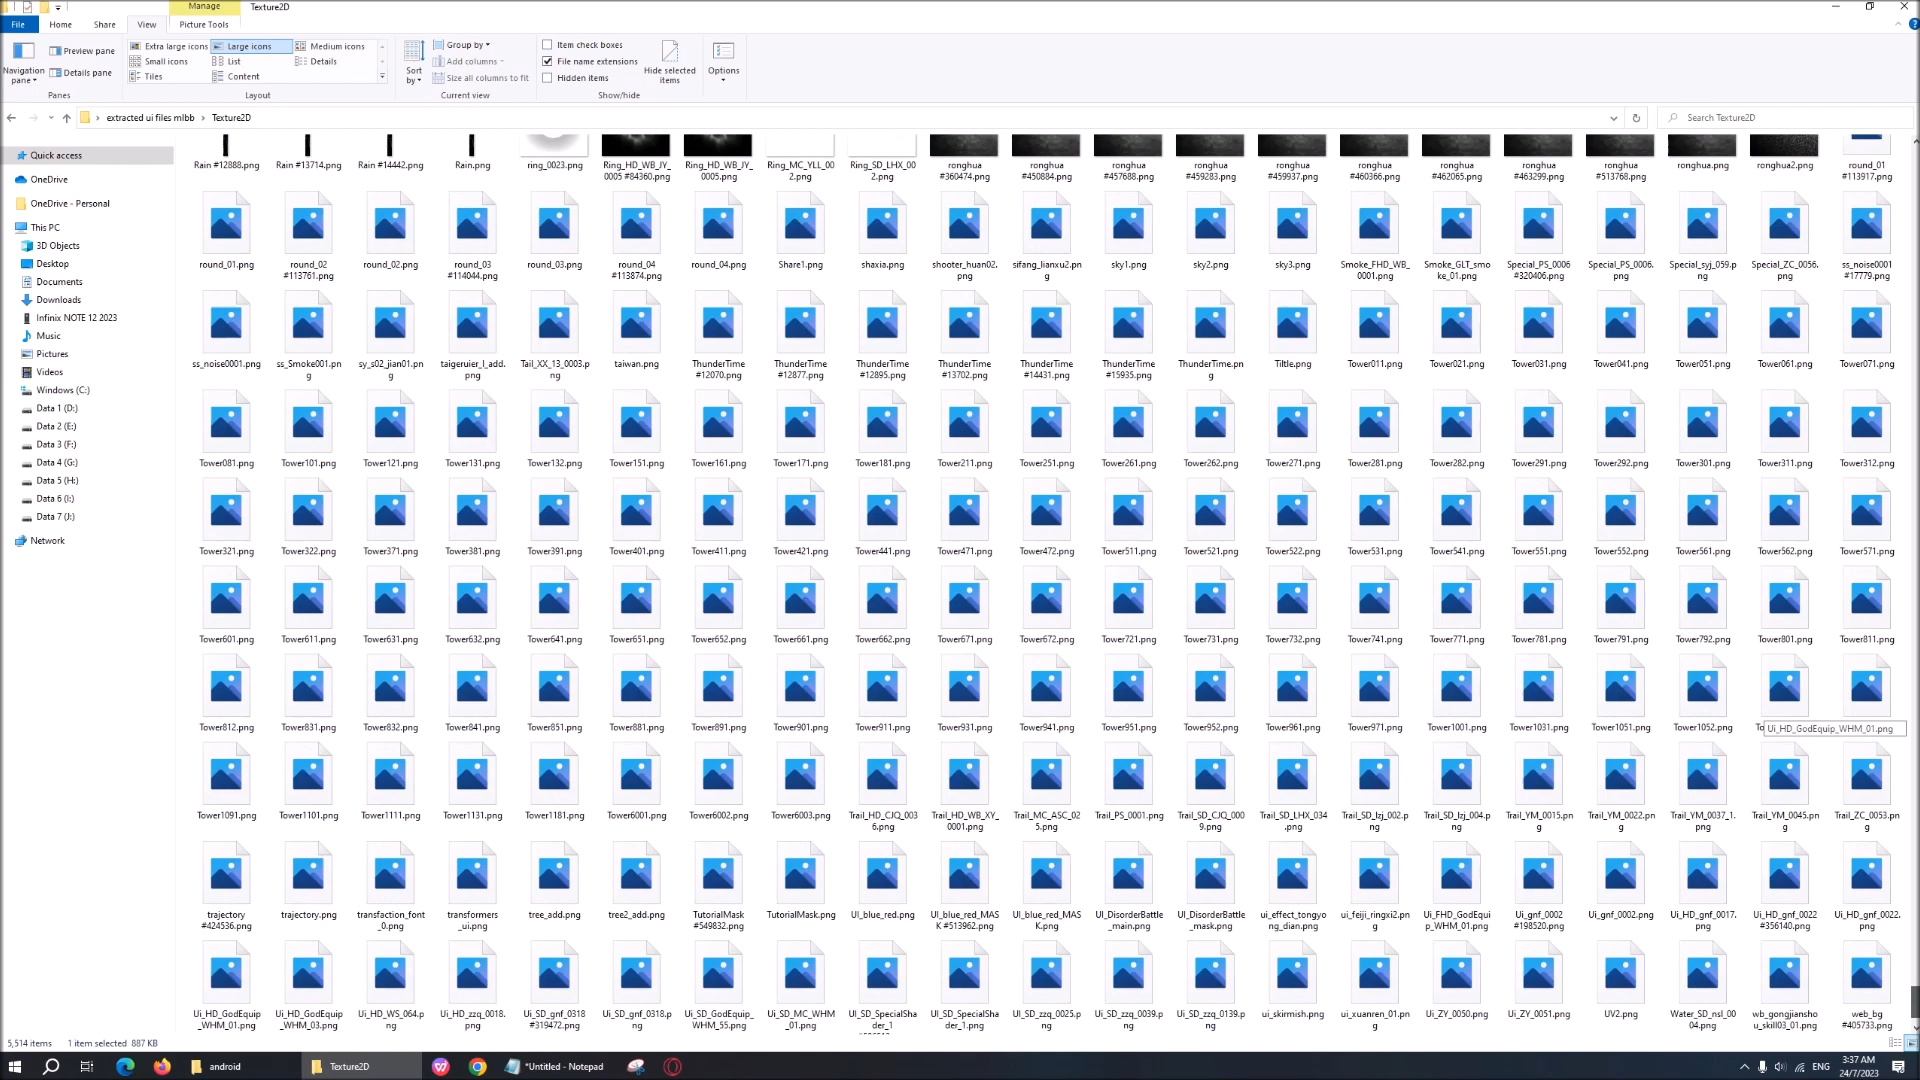 Manage
Texture2D
File
Home
Share
View
Picture Tools
Navigation pane
Preview pane
Details pane
Panes
Extra large icons
Large icons
Medium icons
Small icons
List
Details
Tiles
Content
Layout
Sort by
Group by
Add columns
Size all columns to fit
Current view
Item check boxes
File name extensions
Hidden items
Hide selected items
Show/hide
Options
extracted ui files mlbb
Texture2D
Search Texture2D
Quick access
OneDrive
OneDrive - Personal
This PC
3D Objects
Desktop
Documents
Downloads
Infinix NOTE 12 2023
Music
Pictures
Videos
Windows (C:)
Data 1 (D:)
Data 2 (E:)
Data 3 (F:)
Data 4 (G:)
Data 5 (H:)
Data 6 (I:)
Data 7 (J:)
Network
Rain #12888.png
Rain #13714.png
Rain #14442.png
Rain.png
ring_0023.png
Ring_HD_WB_JY_0005 #84360.png
Ring_HD_WB_JY_0005.png
Ring_MC_YLL_002.png
Ring_SD_LHX_002.png
ronghua #360474.png
ronghua #450884.png
ronghua #457688.png
ronghua #459283.png
ronghua #459937.png
ronghua #460366.png
ronghua #462065.png
ronghua #463299.png
ronghua #513768.png
ronghua.png
ronghua2.png
round_01 #113917.png
round_01.png
round_02 #113761.png
round_02.png
round_03 #114044.png
round_03.png
round_04 #113874.png
round_04.png
Share1.png
shaxia.png
shooter_huan02.png
sifang_lianxu2.png
sky1.png
sky2.png
sky3.png
Smoke_FHD_WB_0001.png
Smoke_GLT_smoke_01.png
Special_PS_0006 #320406.png
Special_PS_0006.png
Special_syj_059.png
Special_ZC_0056.png
ss_noise0001 #17779.png
ss_noise0001.png
ss_Smoke001.png
sy_s02_jian01.png
taigeruier_l_add.png
Tail_XX_13_0003.png
taiwan.png
ThunderTime #12070.png
ThunderTime #12877.png
ThunderTime #12895.png
ThunderTime #13702.png
ThunderTime #14431.png
ThunderTime #15935.png
ThunderTime.png
Tiltle.png
Tower011.png
Tower021.png
Tower031.png
Tower041.png
Tower051.png
Tower061.png
Tower071.png
Tower081.png
Tower101.png
Tower121.png
Tower131.png
Tower132.png
Tower151.png
Tower161.png
Tower171.png
Tower181.png
Tower211.png
Tower251.png
Tower261.png
Tower262.png
Tower271.png
Tower281.png
Tower282.png
Tower291.png
Tower292.png
Tower301.png
Tower311.png
Tower312.png
Tower321.png
Tower322.png
Tower371.png
Tower381.png
Tower391.png
Tower401.png
Tower411.png
Tower421.png
Tower441.png
Tower471.png
Tower472.png
Tower511.png
Tower521.png
Tower522.png
Tower531.png
Tower541.png
Tower551.png
Tower552.png
Tower561.png
Tower562.png
Tower571.png
Tower601.png
Tower611.png
Tower631.png
Tower632.png
Tower641.png
Tower651.png
Tower652.png
Tower661.png
Tower662.png
Tower671.png
Tower672.png
Tower721.png
Tower731.png
Tower732.png
Tower741.png
Tower771.png
Tower781.png
Tower791.png
Tower792.png
Tower801.png
Tower811.png
Tower812.png
Tower831.png
Tower832.png
Tower841.png
Tower851.png
Tower881.png
Tower891.png
Tower901.png
Tower911.png
Tower931.png
Tower941.png
Tower951.png
Tower952.png
Tower961.png
Tower971.png
Tower1001.png
Tower1031.png
Tower1051.png
Tower1052.png
To
Ui_HD_GodEquip_WHM_01.png
Tower1091.png
Tower1101.png
Tower1111.png
Tower1131.png
Tower1181.png
Tower6001.png
Tower6002.png
Tower6003.png
Trail_HD_CJQ_0036.png
Trail_HD_WB_XY_0001.png
Trail_MC_ASC_025.png
Trail_PS_0001.png
Trail_SD_CJQ_0009.png
Trail_SD_LHX_034.png
Trail_SD_lzj_002.png
Trail_SD_lzj_004.png
Trail_YM_0015.png
Trail_YM_0022.png
Trail_YM_0037_1.png
Trail_YM_0045.png
Trail_ZC_0053.png
trajectory #424536.png
trajectory.png
transfaction_font_0.png
transformers_ui.png
tree_add.png
tree2_add.png
TutorialMask #549832.png
TutorialMask.png
UI_blue_red.png
UI_blue_red_MASK #513962.png
UI_blue_red_MASK.png
UI_DisorderBattle_main.png
UI_DisorderBattle_mask.png
ui_effect_tongyong_dian.png
ui_feiji_ringxi2.png
Ui_FHD_GodEquip_WHM_01.png
Ui_gnf_0002 #198520.png
Ui_gnf_0002.png
Ui_HD_gnf_0017.png
Ui_HD_gnf_0022 #356140.png
Ui_HD_gnf_0022.png
Ui_HD_GodEquip_WHM_01.png
Ui_HD_GodEquip_WHM_03.png
Ui_HD_WS_064.png
Ui_HD_zzq_0018.png
Ui_SD_gnf_0318 #319472.png
Ui_SD_gnf_0318.png
Ui_SD_GodEquip_WHM_55.png
Ui_SD_MC_WHM_01.png
UI_SD_SpecialShader_1
UI_SD_SpecialShader_1.png
UI_SD_zzq_0025.png
Ui_SD_zzq_0039.png
Ui_SD_zzq_0139.png
ui_skirmish.png
ui_xuanren_01.png
Ui_ZY_0050.png
Ui_ZY_0051.png
UV2.png
Water_SD_nsl_0004.png
wb_gongjianshou_skill03_01.png
web_bg #405733.png
5,514 items
1 item selected 887 KB
android
Texture2D
*Untitled - Notepad
ENG
3:37 AM
24/7/2023